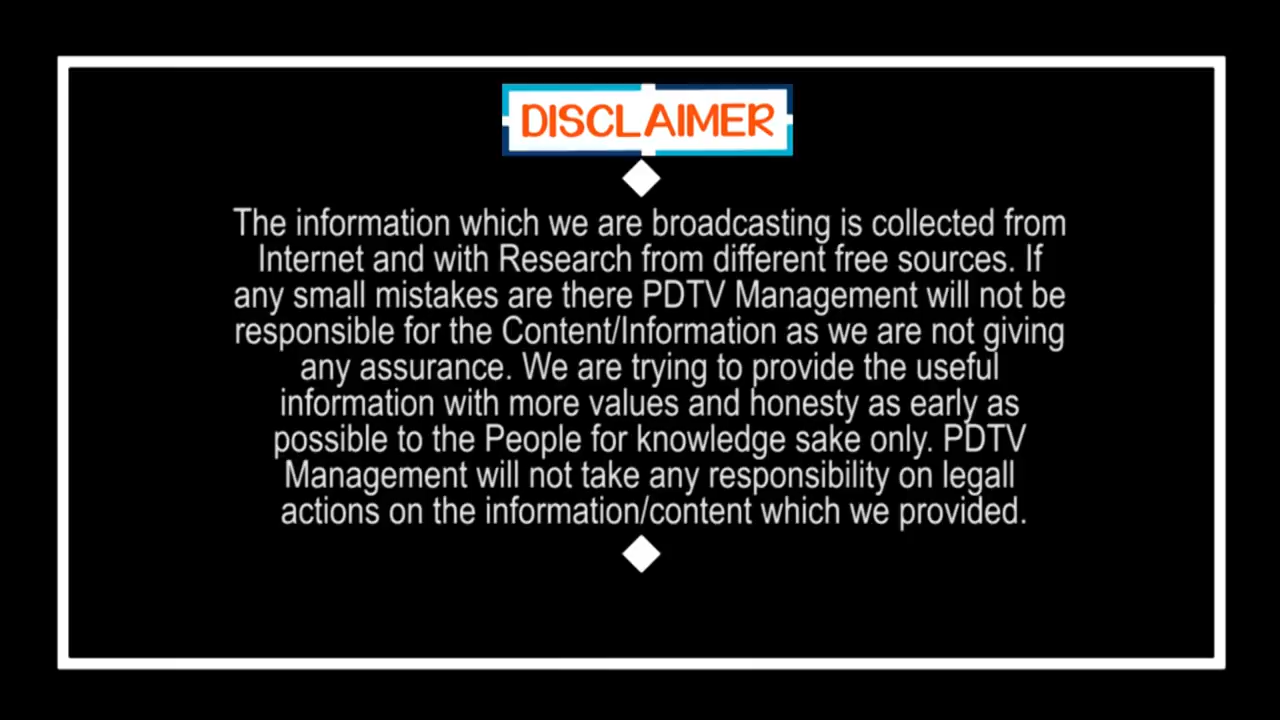 DISCLAIMER
The information which we are broadcasting is collected from
Internet and with Research from different free sources. If
any small mistakes are there PDTV Management will not be
responsible for the Content/Information as we are not giving
any assurance. We are trying to provide the useful
information with more values and honesty as early as
possible to the People for knowledge sake only. PDTV
Management will not take any responsibility on legall
actions on the information/content which we provided.